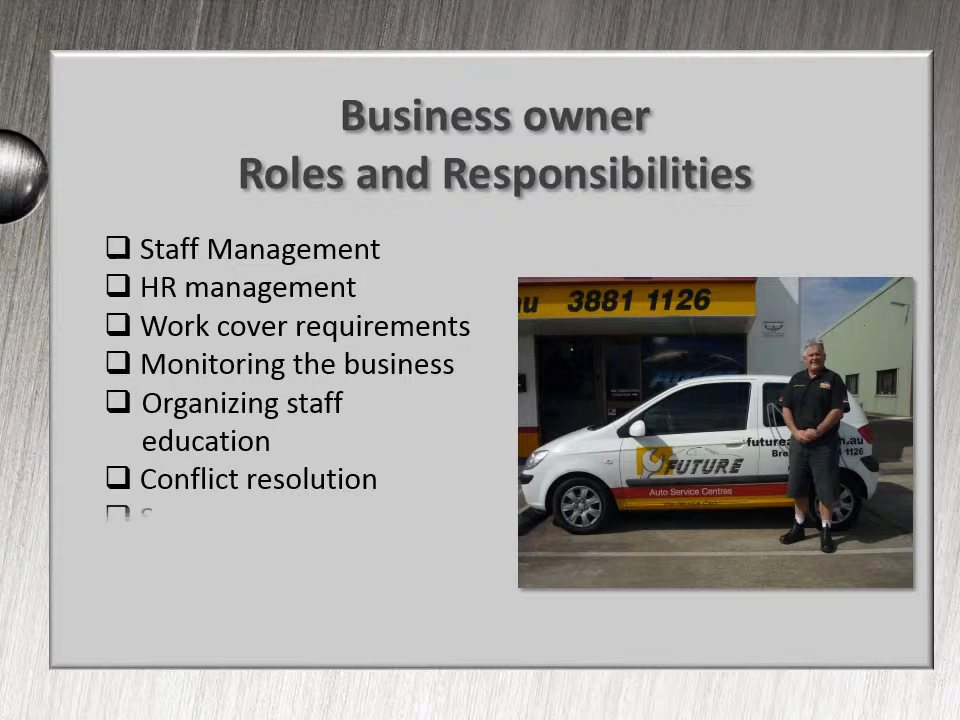 Business owner
Roles and Responsibilities
Staff Management
HR management
Work cover requirements
Monitoring the business
Organizing staff
education
Conflict resolution
3881 1126
FUTURE
Auto Service Centres
1126